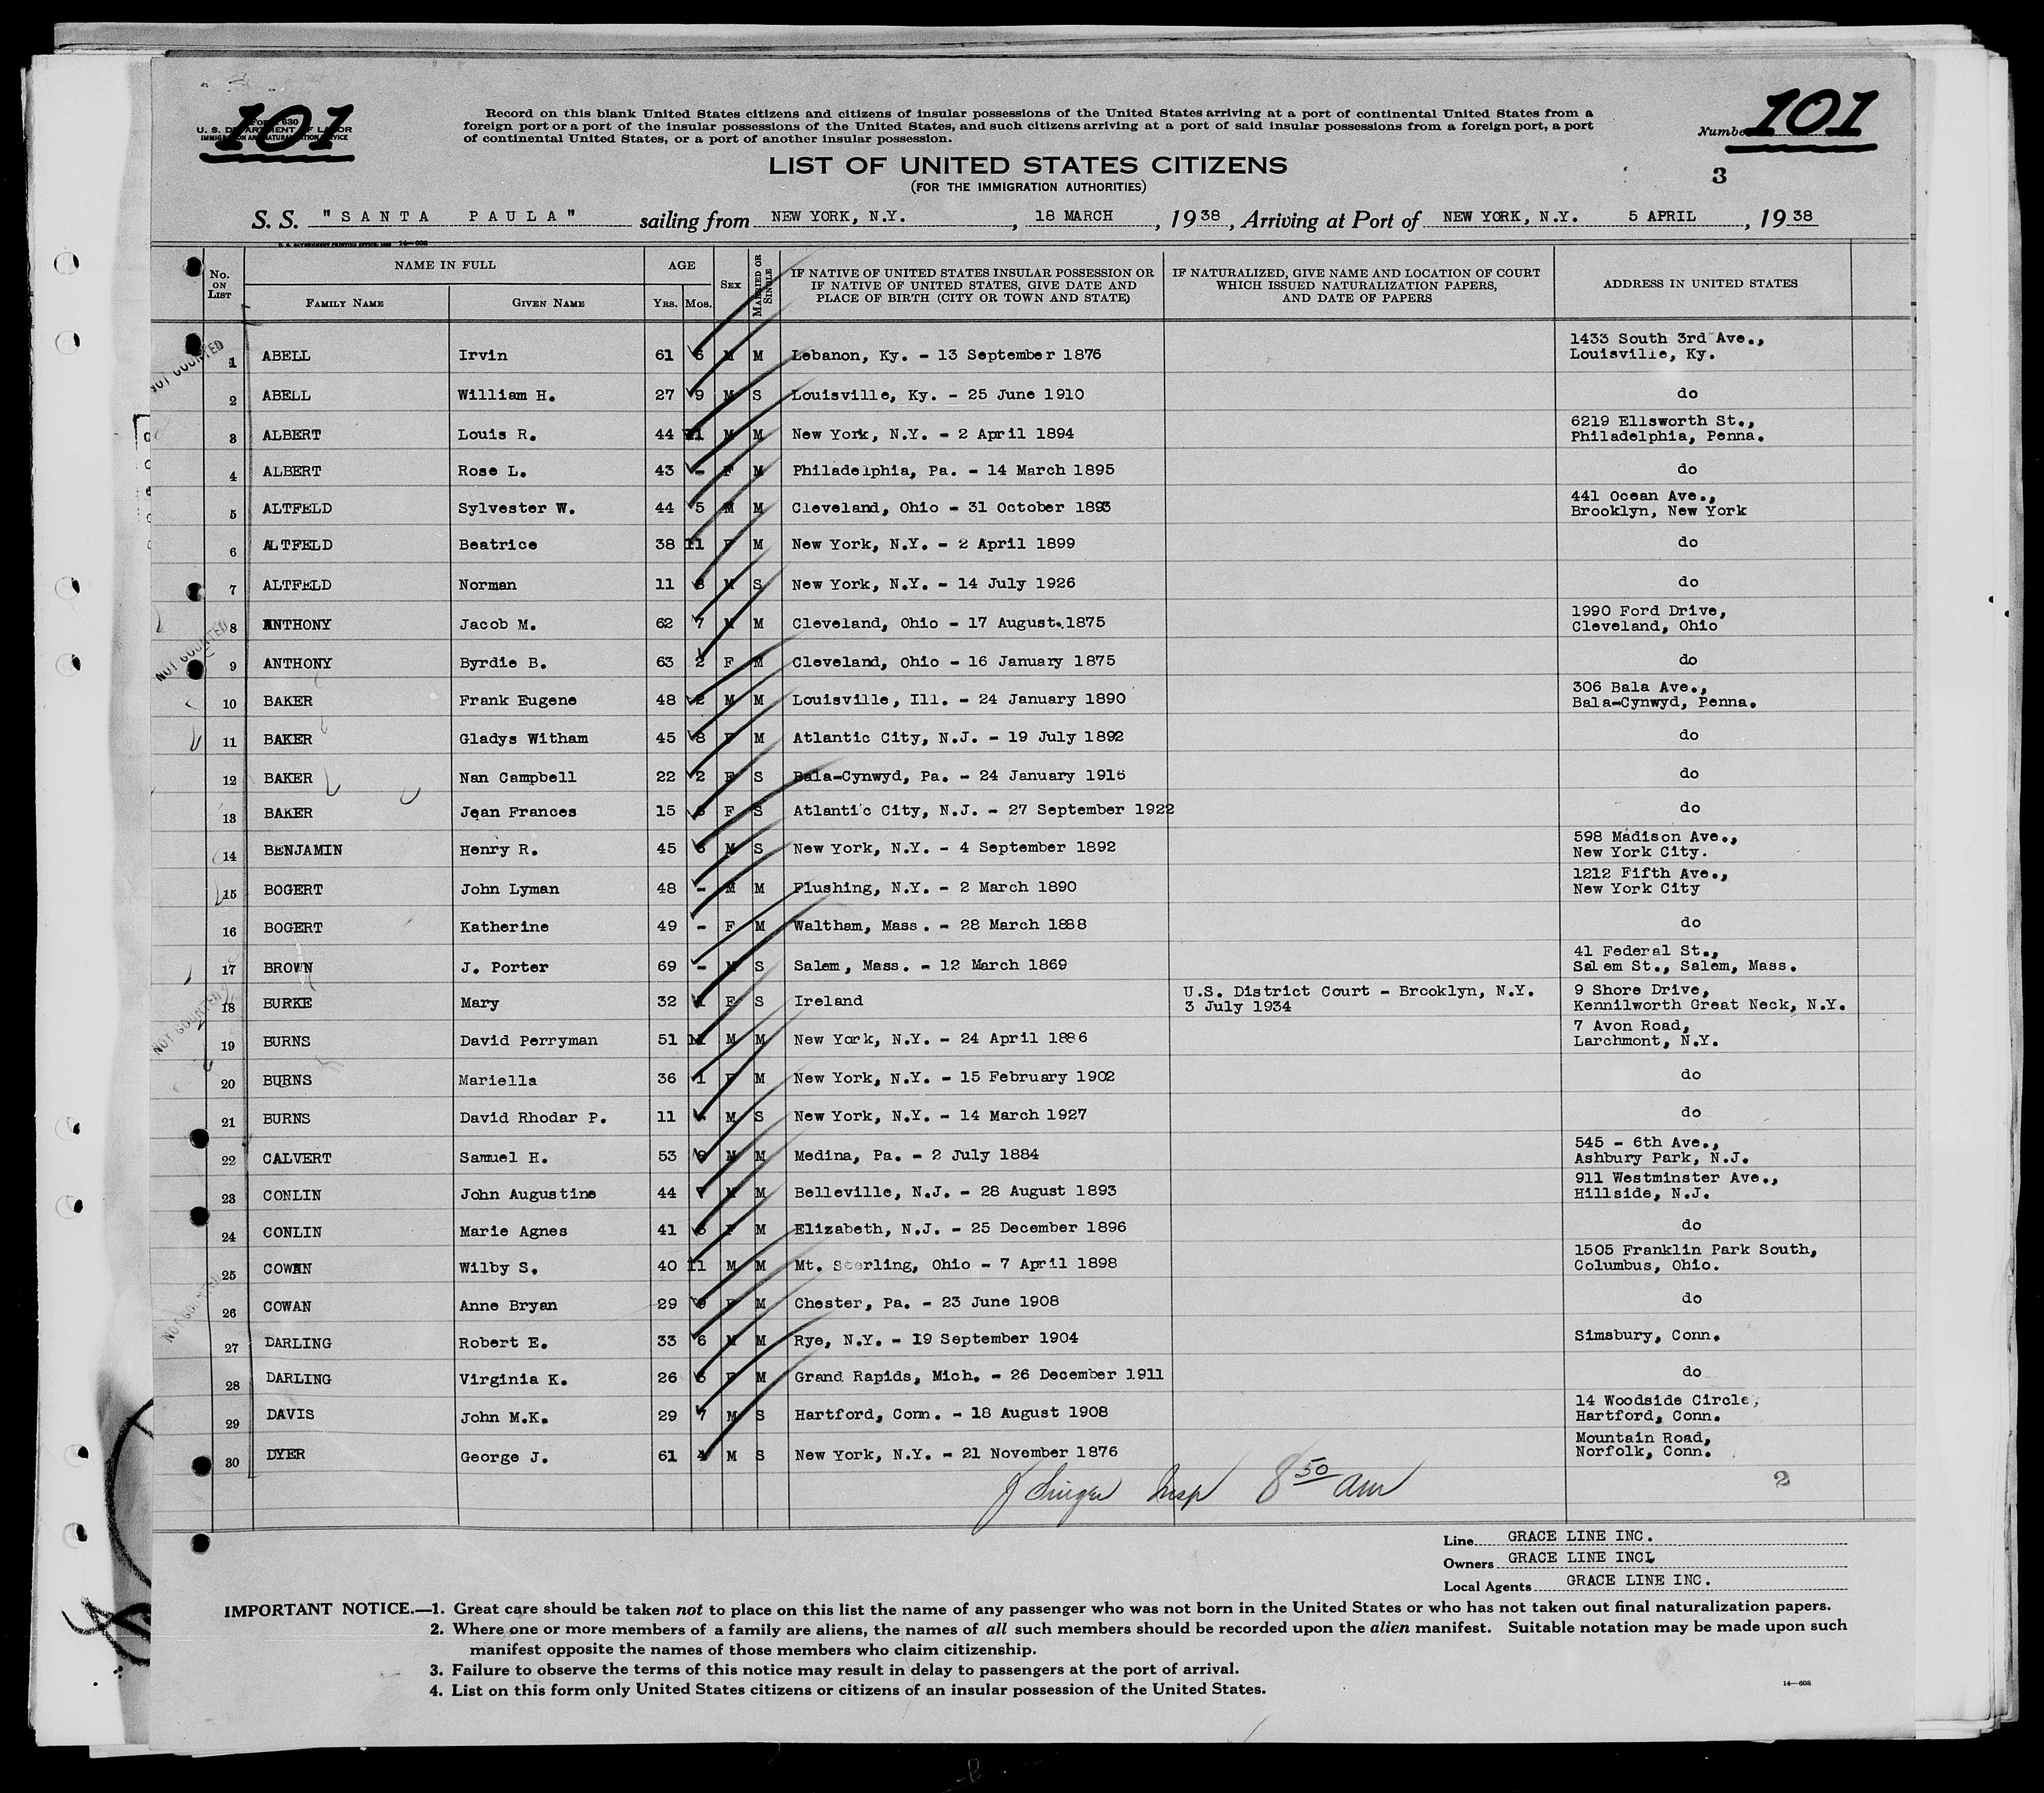 101
101
FORM 630
U. S. DEPARTMENT OF LABOR
IMMIGRATION AND NATURALIZATION SERVICE
Record on this blank United States citizens and citizens of insular possessions of the United States arriving at a port of continental United States from a
foreign port or a port of the insular possessions of the United States, and such citizens arriving at a port of said insular possessions from a foreign port, a port
of continental United States, or a port of another insular possession.
Number
LIST OF UNITED STATES CITIZENS
(FOR THE IMMIGRATION AUTHORITIES)
3
S. S. "SANTA PAULA" sailing from NEW YORK, N.Y. , 18 MARCH , 1938 , Arriving at Port of NEW YORK, N.Y. 5 APRIL , 1938
No. ON LIST
NAME IN FULL
FAMILY NAME
GIVEN NAME
AGE
YRS. MOS.
SEX
MARRIED OR SINGLE
IF NATIVE OF UNITED STATES INSULAR POSSESSION OR
IF NATIVE OF UNITED STATES, GIVE DATE AND
PLACE OF BIRTH (CITY OR TOWN AND STATE)
IF NATURALIZED, GIVE NAME AND LOCATION OF COURT
WHICH ISSUED NATURALIZATION PAPERS,
AND DATE OF PAPERS
ADDRESS IN UNITED STATES
NOT COUNTED
1 ABELL Irvin 61 6 M M Lebanon, Ky. - 13 September 1876 1433 South 3rd Ave., Louisville, Ky.
2 ABELL William H. 27 9 M S Louisville, Ky. - 25 June 1910 do
3 ALBERT Louis R. 44 11 M M New York, N.Y. - 2 April 1894 6219 Ellsworth St., Philadelphia, Penna.
4 ALBERT Rose L. 43 - F M Philadelphia, Pa. - 14 March 1895 do
5 ALTFELD Sylvester W. 44 5 M M Cleveland, Ohio - 31 October 1893 441 Ocean Ave., Brooklyn, New York
6 ALTFELD Beatrice 38 11 F M New York, N.Y. - 2 April 1899 do
7 ALTFELD Norman 11 8 M S New York, N.Y. - 14 July 1926 do
NOT COUNTED
8 ANTHONY Jacob M. 62 7 M M Cleveland, Ohio - 17 August.1875 1990 Ford Drive, Cleveland, Ohio
9 ANTHONY Byrdie B. 63 2 F M Cleveland, Ohio - 16 January 1875 do
10 BAKER Frank Eugene 48 2 M M Louisville, Ill. - 24 January 1890 306 Bala Ave., Bala-Cynwyd, Penna.
11 BAKER Gladys Witham 45 8 F M Atlantic City, N.J. - 19 July 1892 do
12 BAKER Nan Campbell 22 2 F S Bala-Cynwyd, Pa. - 24 January 1916 do
13 BAKER Jean Frances 15 6 F S Atlantic City, N.J. - 27 September 1922 do
14 BENJAMIN Henry R. 45 6 M S New York, N.Y. - 4 September 1892 598 Madison Ave., New York City.
15 BOGERT John Lyman 48 - M M Flushing, N.Y. - 2 March 1890 1212 Fifth Ave., New York City
16 BOGERT Katherine 49 - F M Waltham, Mass. - 28 March 1888 do
17 BROWN J. Porter 69 - M S Salem, Mass. - 12 March 1869 41 Federal St., Salem St., Salem, Mass.
NOT COUNTED
18 BURKE Mary 32 1 F S Ireland U.S. District Court - Brooklyn, N.Y. 3 July 1934 9 Shore Drive, Kennilworth Great Neck, N.Y.
19 BURNS David Perryman 51 11 M M New York, N.Y. - 24 April 1886 7 Avon Road, Larchmont, N.Y.
20 BURNS Mariella 36 1 F M New York, N.Y. - 15 February 1902 do
21 BURNS David Rhodar P. 11 - M S New York, N.Y. - 14 March 1927 do
22 CALVERT Samuel H. 53 M M Medina, Pa. - 2 July 1884 545 - 6th Ave., Ashbury Park, N.J.
23 CONLIN John Augustine 44 7 M M Belleville, N.J. - 28 August 1893 911 Westminster Ave., Hillside, N.J.
24 CONLIN Marie Agnes 41 F M Elizabeth, N.J. - 25 December 1896 do
25 COWAN Wilby S. 40 11 M M Mt. Sterling, Ohio - 7 April 1898 1505 Franklin Park South, Columbus, Ohio.
NOT COUNTED
26 COWAN Anne Bryan 29 9 F M Chester, Pa. - 23 June 1908 do
27 DARLING Robert E. 33 6 M M Rye, N.Y. - 19 September 1904 Simsbury, Conn.
28 DARLING Virginia K. 26 F M Grand Rapids, Mich. - 26 December 1911 do
29 DAVIS John M.K. 29 7 M S Hartford, Conn. - 18 August 1908 14 Woodside Circle, Hartford, Conn.
30 DYER George J. 61 4 M S New York, N.Y. - 21 November 1876 Mountain Road, Norfolk, Conn.
Insp 8 50 am
2
Line GRACE LINE INC.
Owners GRACE LINE INC.
Local Agents GRACE LINE INC.
IMPORTANT NOTICE.—1. Great care should be taken not to place on this list the name of any passenger who was not born in the United States or who has not taken out final naturalization papers.
2. Where one or more members of a family are aliens, the names of all such members should be recorded upon the alien manifest. Suitable notation may be made upon such
manifest opposite the names of those members who claim citizenship.
3. Failure to observe the terms of this notice may result in delay to passengers at the port of arrival.
4. List on this form only United States citizens or citizens of an insular possession of the United States.
14—608